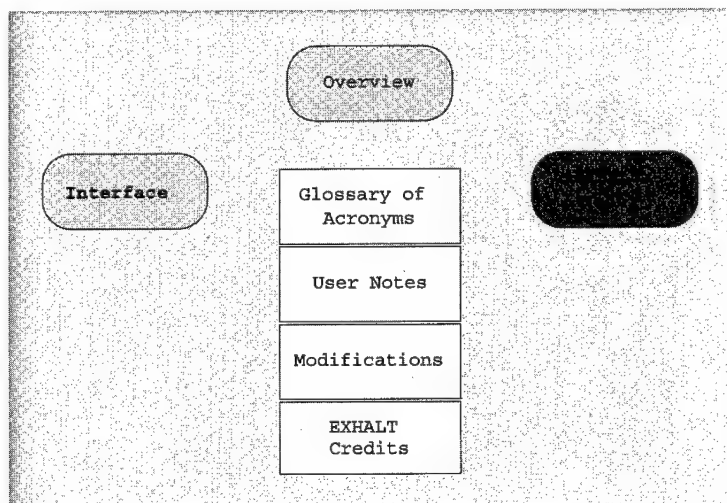 Overview
Interface
Glossary of
Acronyms
User Notes
Modifications
EXHALT
Credits